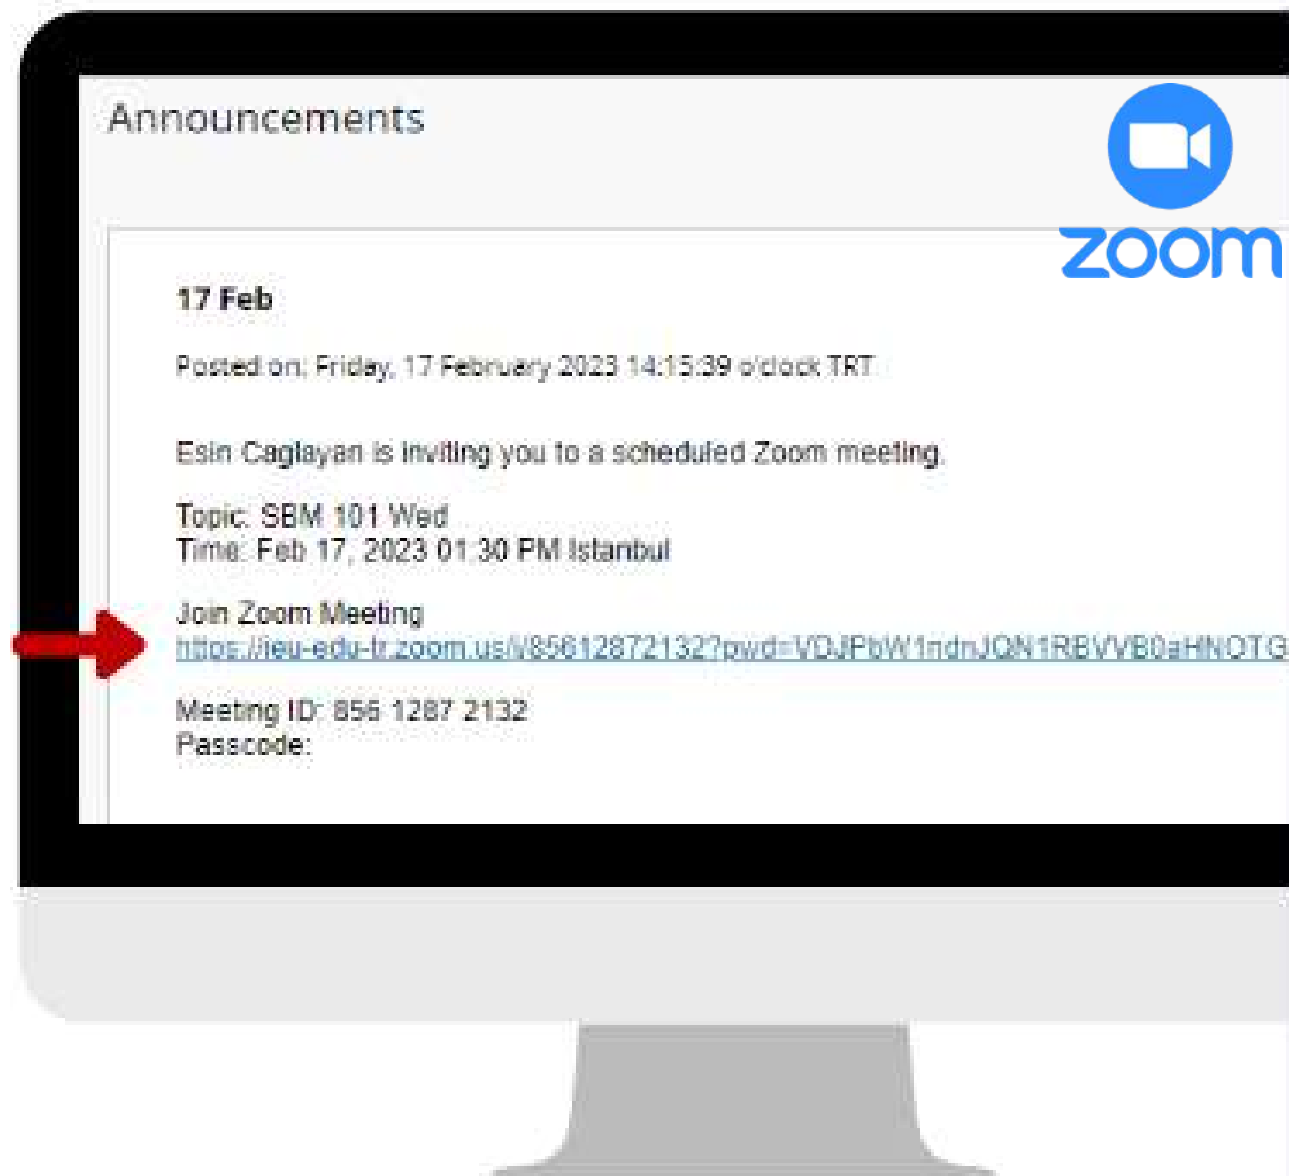 Announcements
zoom
17 Feb
Posted on: Friday, 17 February 2023 14:15:39 o'clock TRT
Esin Caglayan is inviting you to a scheduled Zoom meeting.
Topic: SBM 101 Wed
Time: Feb 17, 2023 01:30 PM Istanbul
Join Zoom Meeting
Meeting ID: 856 1287 2132
Passcode: